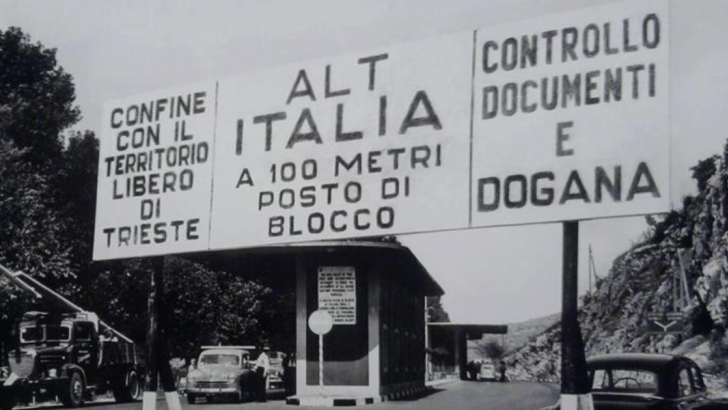 CONFINE
CON IL
TERRITORIO
LIBERO
DI
TRIESTE
ALT
ITALIA
A 100 METRI
POSTO DI
BLOCCO
CONTROLLO
DOCUMENTI
E
DOGANA